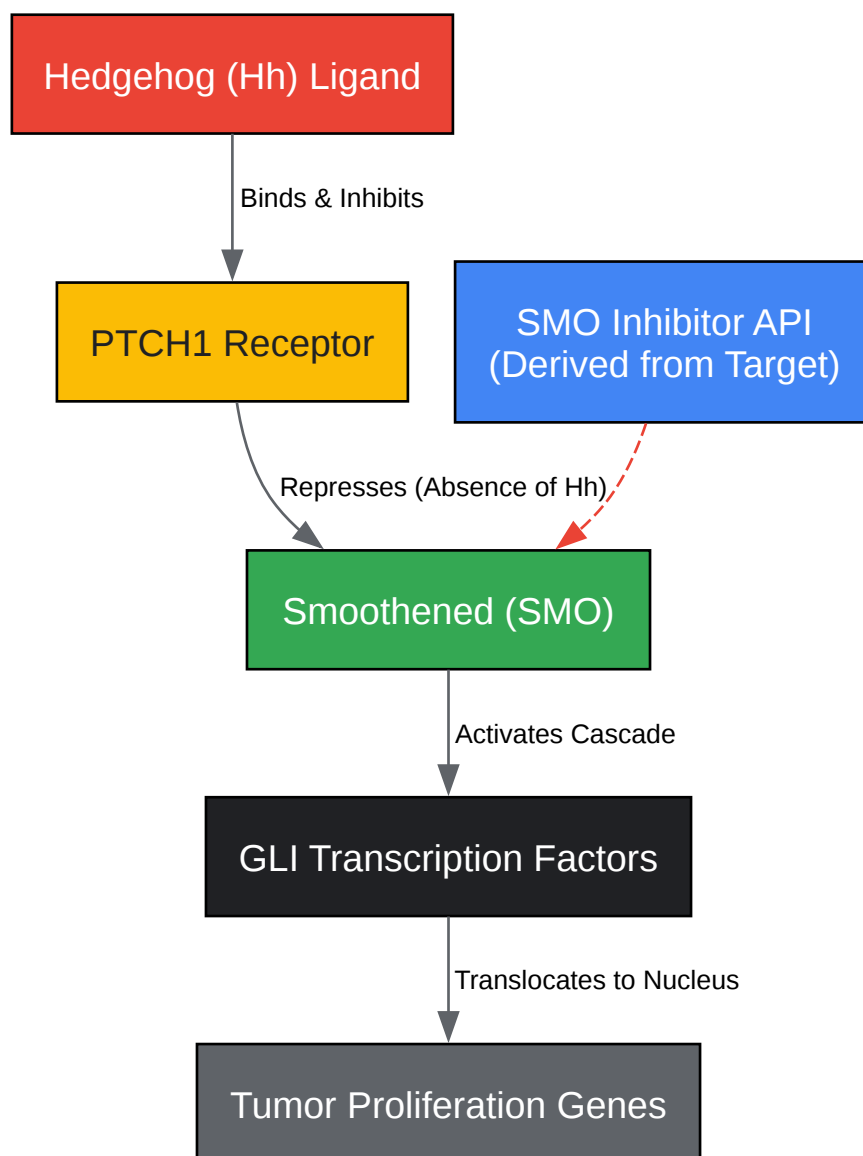 Hedgehog (Hh) Ligand
Binds & Inhibits
PTCH1 Receptor
SMO Inhibitor API
(Derived from Target)
Represses (Absence of Hh)
Smoothened (SMO)
Activates Cascade
GLI Transcription Factors
Translocates to Nucleus
Tumor Proliferation Genes